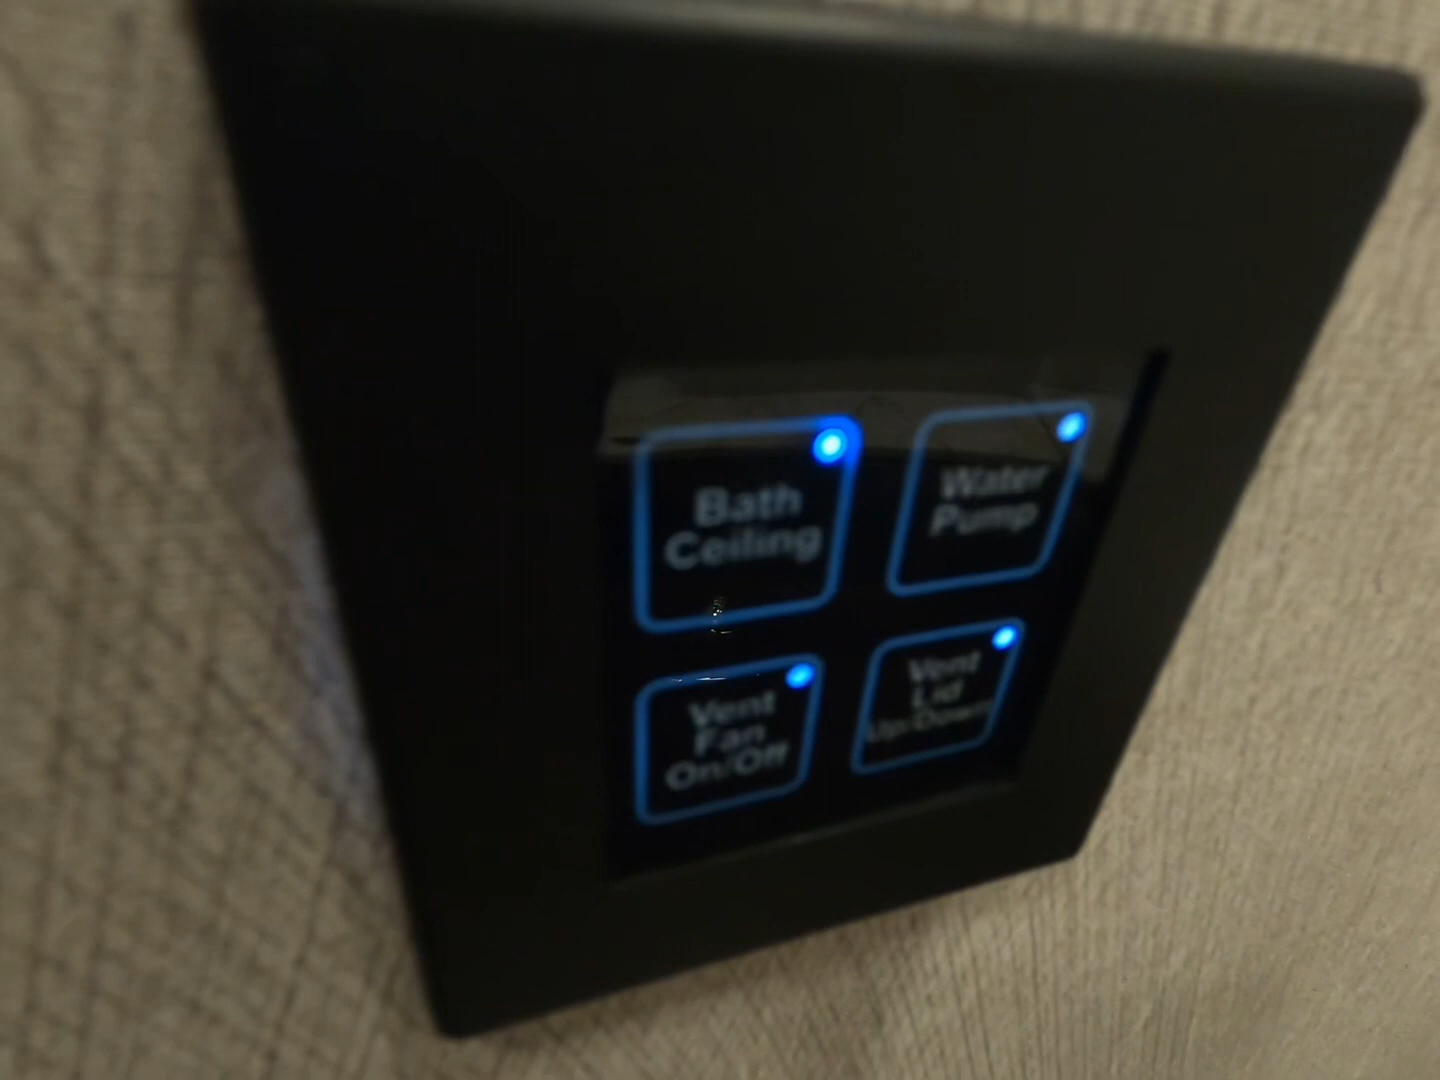 Bath
Ceiling
Water
Pump
Vent
Fan
On/Off
Vent
Lid
Up/Down